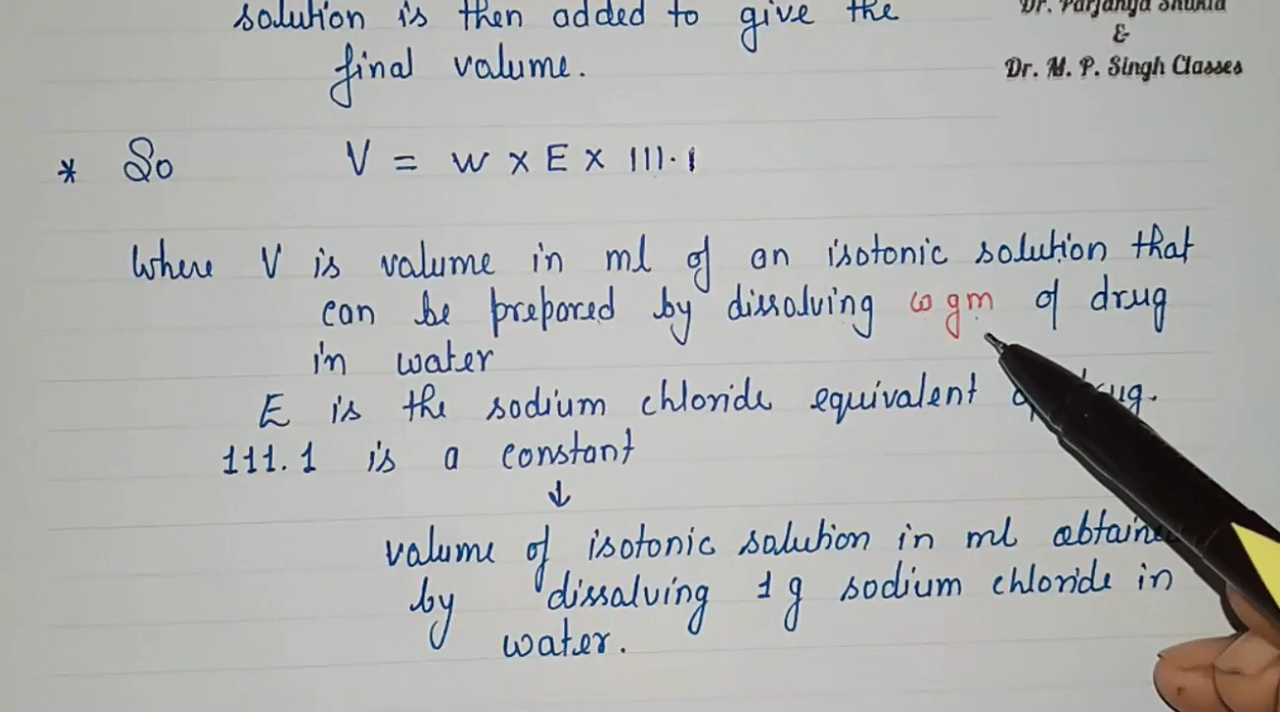 solution is then added to give the
final volume.
Dr. Parjanya Shukla
&
Dr. M. P. Singh Classes
* So V = w x E x 111.1
Where V is volume in ml of an isotonic solution that
can be prepared by dissolving w gm of drug
in water
E is the sodium chloride equivalent drug.
111.1 is a constant
↓
volume of isotonic solution in ml obtaine
by dissolving 1 g sodium chloride in
water.